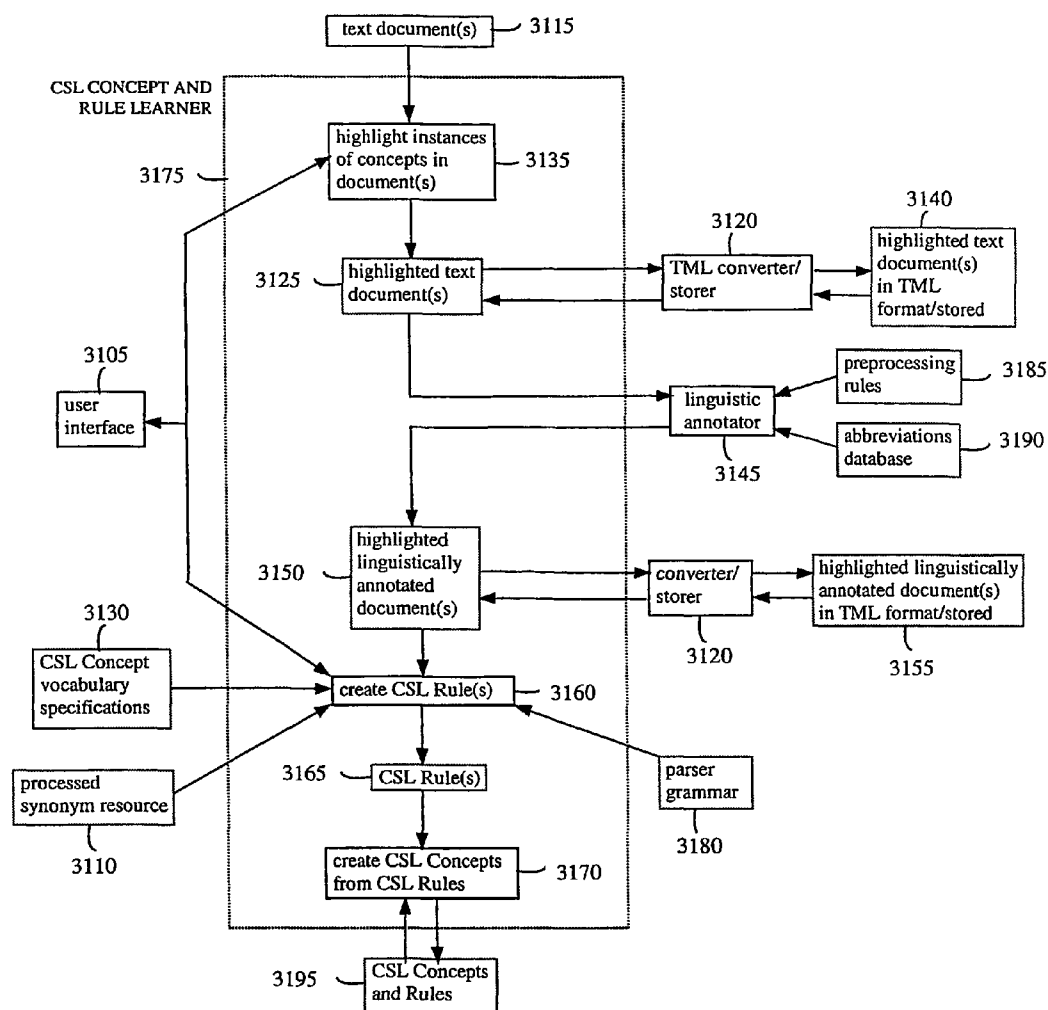 text document(s)
3115
CSL CONCEPT AND
RULE LEARNER
highlight instances
of concepts in
document(s)
3135
3175
3140
3120
highlighted text
document(s)
3125
TML converter/
storer
highlighted text
document(s)
in TML
format/stored
3105
user
interface
preprocessing
rules
3185
linguistic
annotator
3145
abbreviations
database
3190
highlighted
linguistically
annotated
document(s)
3150
converter/
storer
3120
highlighted linguistically
annotated document(s)
in TML format/stored
3155
3130
CSL Concept
vocabulary
specifications
create CSL Rule(s)
3160
3165
CSL Rule(s)
processed
synonym resource
3110
parser
grammar
3180
create CSL Concepts
from CSL Rules
3170
3195
CSL Concepts
and Rules